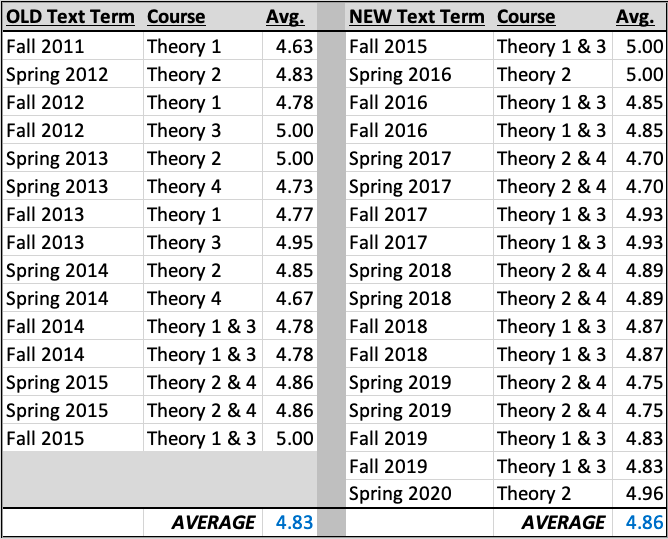 OLD Text Term Course Avg. NEW Text Term Course Avg.
Fall 2011 Theory 1 4.63 Fall 2015 Theory 1 & 3 5.00
Spring 2012 Theory 2 4.83 Spring 2016 Theory 2 5.00
Fall 2012 Theory 1 4.78 Fall 2016 Theory 1 & 3 4.85
Fall 2012 Theory 3 5.00 Fall 2016 Theory 1 & 3 4.85
Spring 2013 Theory 2 5.00 Spring 2017 Theory 2 & 4 4.70
Spring 2013 Theory 4 4.73 Spring 2017 Theory 2 & 4 4.70
Fall 2013 Theory 1 4.77 Fall 2017 Theory 1 & 3 4.93
Fall 2013 Theory 3 4.95 Fall 2017 Theory 1 & 3 4.93
Spring 2014 Theory 2 4.85 Spring 2018 Theory 2 & 4 4.89
Spring 2014 Theory 4 4.67 Spring 2018 Theory 2 & 4 4.89
Fall 2014 Theory 1 & 3 4.78 Fall 2018 Theory 1 & 3 4.87
Fall 2014 Theory 1 & 3 4.78 Fall 2018 Theory 1 & 3 4.87
Spring 2015 Theory 2 & 4 4.86 Spring 2019 Theory 2 & 4 4.75
Spring 2015 Theory 2 & 4 4.86 Spring 2019 Theory 2 & 4 4.75
Fall 2015 Theory 1 & 3 5.00 Fall 2019 Theory 1 & 3 4.83
Fall 2019 Theory 1 & 3 4.83
Spring 2020 Theory 2 4.96
AVERAGE 4.83 AVERAGE 4.86